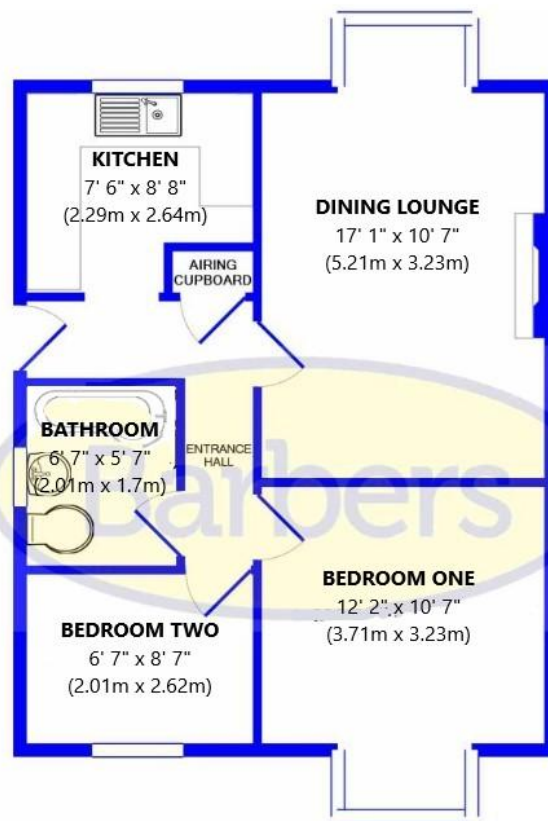 KITCHEN
7' 6" x 8' 8"
(2.29m x 2.64m)
DINING LOUNGE
17' 1" x 10' 7"
(5.21m x 3.23m)
AIRING
CUPBOARD
BATHROOM
6' 7" x 5' 7"
(2.01m x 1.7m)
ENTRANCE
HALL
Barbers
BEDROOM ONE
12' 2" x 10' 7"
(3.71m x 3.23m)
BEDROOM TWO
6' 7" x 8' 7"
(2.01m x 2.62m)